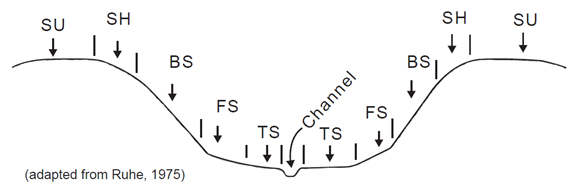 SU
SH
BS
FS
TS
Channel
TS
FS
BS
SH
SU
(adapted from Ruhe, 1975)